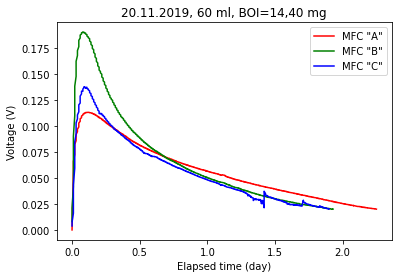 20.11.2019, 60 ml, BOI=14,40 mg
MFC "A"
MFC "B"
MFC "C"
Voltage (V)
0.175
0.150
0.125
0.100
0.075
0.050
0.025
0.000
0.0 0.5 1.0 1.5 2.0
Elapsed time (day)